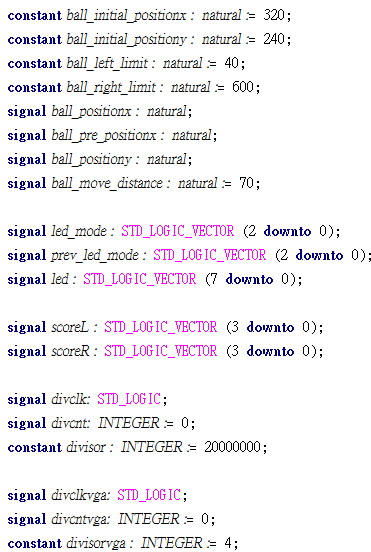 constant ball_initial_positionx : natural := 320;
constant ball_initial_positiony : natural := 240;
constant ball_left_limit : natural := 40;
constant ball_right_limit : natural := 600;
signal ball_positionx : natural;
signal ball_pre_positionx : natural;
signal ball_positiony : natural;
signal ball_move_distance : natural := 70;
signal led_mode : STD_LOGIC_VECTOR (2 downto 0);
signal prev_led_mode : STD_LOGIC_VECTOR (2 downto 0);
signal led : STD_LOGIC_VECTOR (7 downto 0);
signal scoreL : STD_LOGIC_VECTOR (3 downto 0);
signal scoreR : STD_LOGIC_VECTOR (3 downto 0);
signal divclk: STD_LOGIC;
signal divcnt: INTEGER := 0;
constant divisor : INTEGER := 20000000;
signal divclkvga: STD_LOGIC;
signal divcntvga: INTEGER := 0;
constant divisorvga : INTEGER := 4;